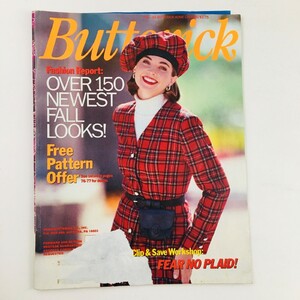 Butterick
Fashion Report:
OVER 150
NEWEST
FALL
LOOKS!
Free
Pattern
Offer
Clip & Save Workshop:
FEAR NO PLAID!